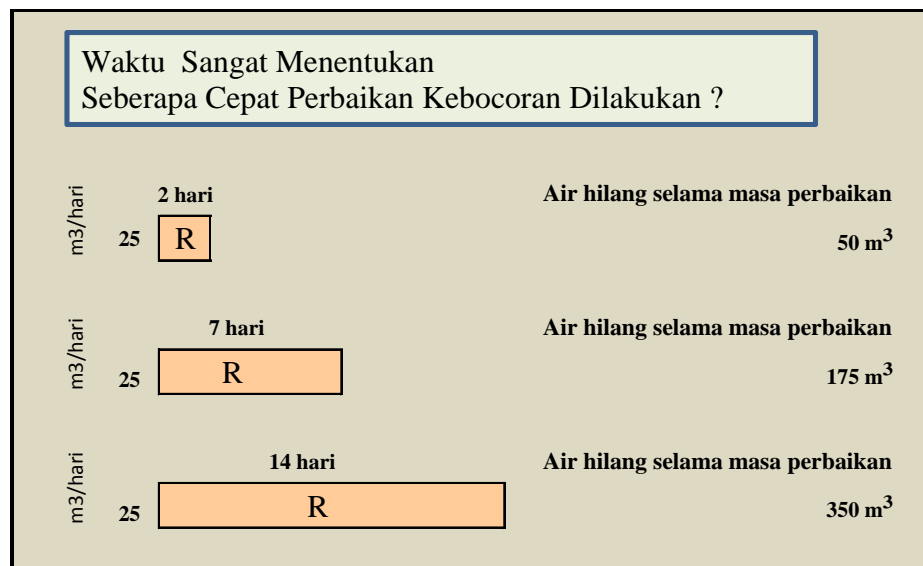 Waktu Sangat Menentukan
Seberapa Cepat Perbaikan Kebocoran Dilakukan ?
m3/hari
2 hari
Air hilang selama masa perbaikan
25
R
50 m³
m3/hari
7 hari
Air hilang selama masa perbaikan
25
R
175 m³
m3/hari
14 hari
Air hilang selama masa perbaikan
25
R
350 m³